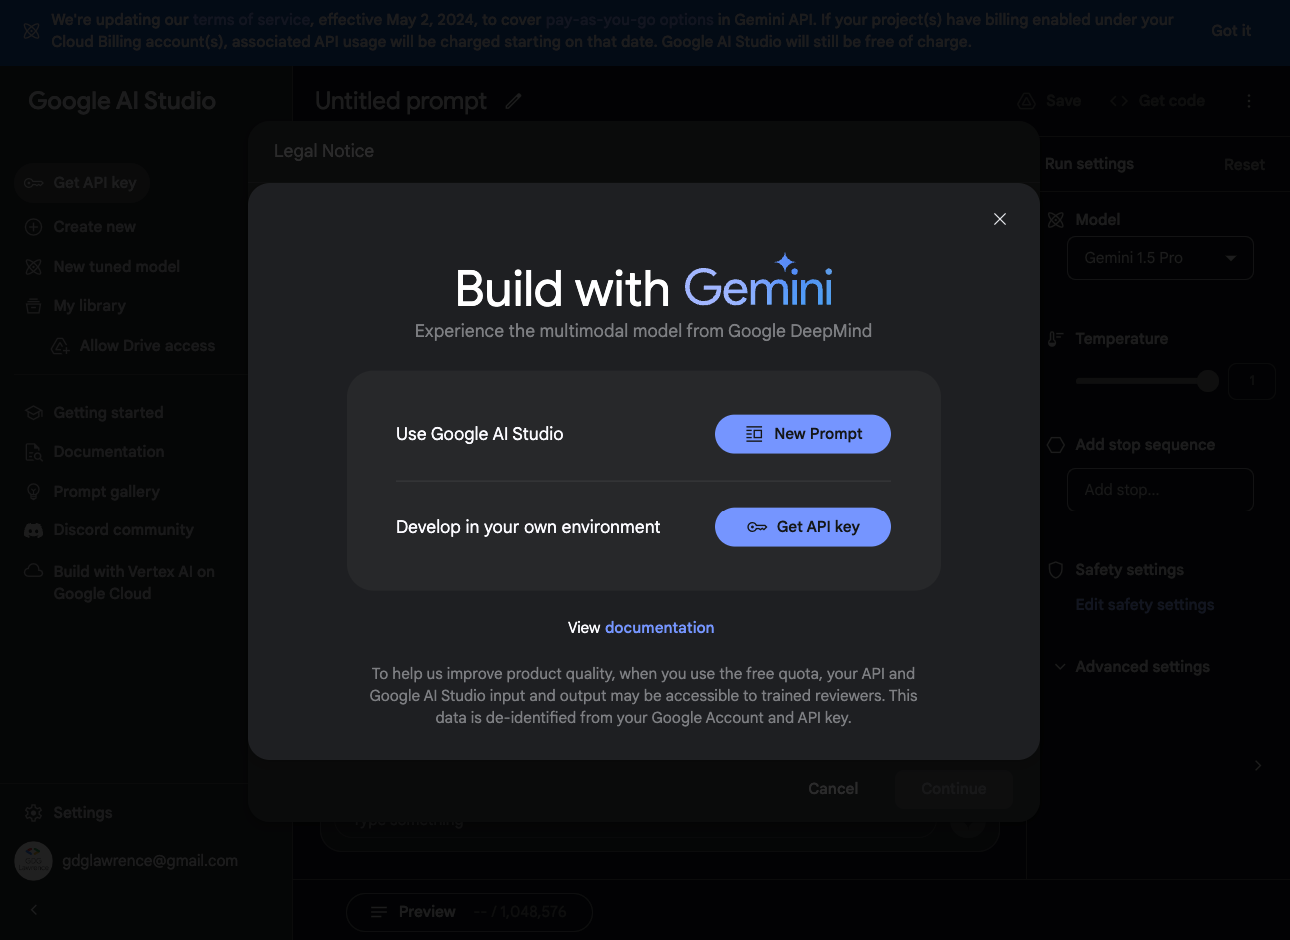 We're updating our terms of service, effective May 2, 2024, to cover pay-as-you-go options in Gemini API. If your project(s) have billing enabled under your
Cloud Billing account(s), associated API usage will be charged starting on that date. Google AI Studio will still be free of charge.
Got it
Google AI Studio
Untitled prompt
Save
Get code
Legal Notice
Run settings
Reset
Get API key
Create new
New tuned model
My library
Allow Drive access
Getting started
Documentation
Prompt gallery
Discord community
Build with Vertex AI on
Google Cloud
Build with Gemini
Experience the multimodal model from Google DeepMind
Use Google AI Studio
New Prompt
Develop in your own environment
Get API key
View documentation
To help us improve product quality, when you use the free quota, your API and
Google AI Studio input and output may be accessible to trained reviewers. This
data is de-identified from your Google Account and API key.
Model
Gemini 1.5 Pro
Temperature
1
Add stop sequence
Add stop...
Safety settings
Edit safety settings
Advanced settings
Cancel
Continue
Type something
Settings
gdglawrence@gmail.com
Preview
-- / 1,048,576